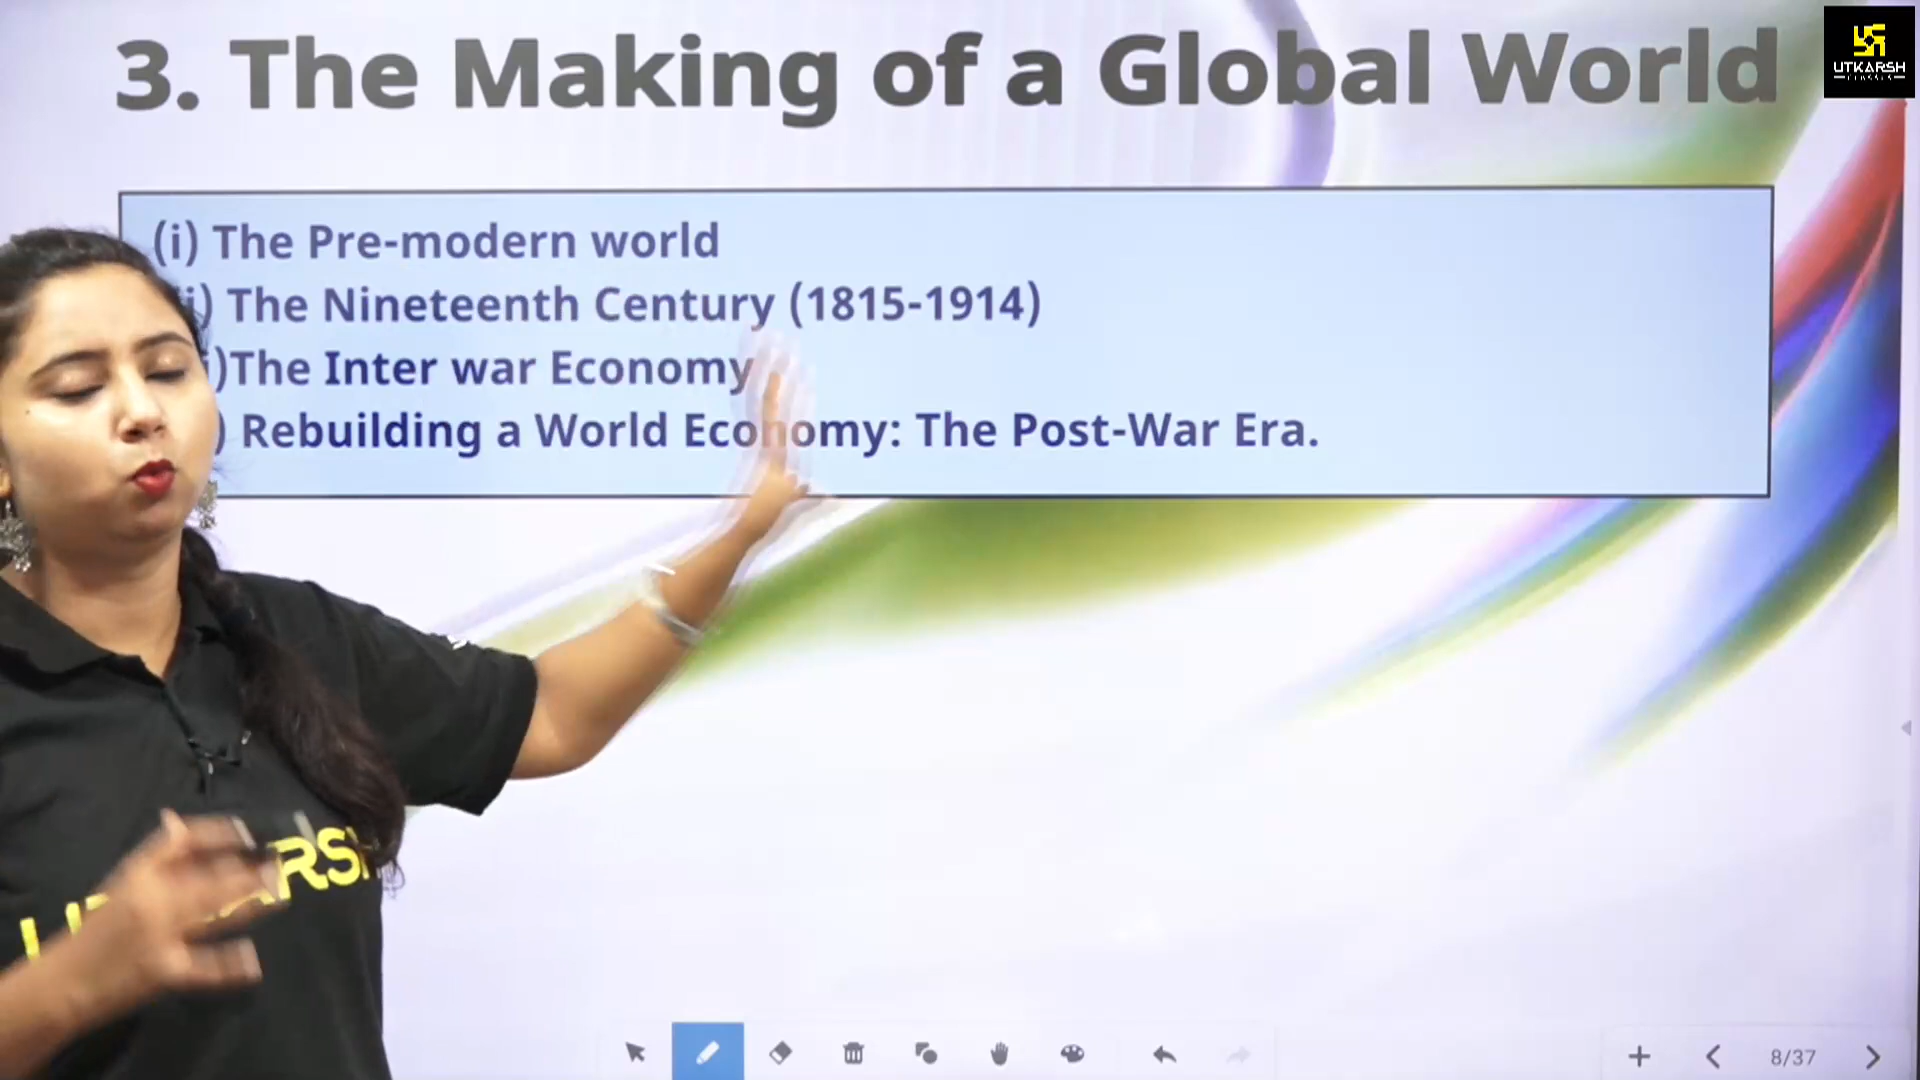 3. The Making of a Global World
UTKARSH
(i) The Pre-modern world
) The Nineteenth Century (1815-1914)
)The Inter war Economy
) Rebuilding a World Economy: The Post-War Era.
8/37